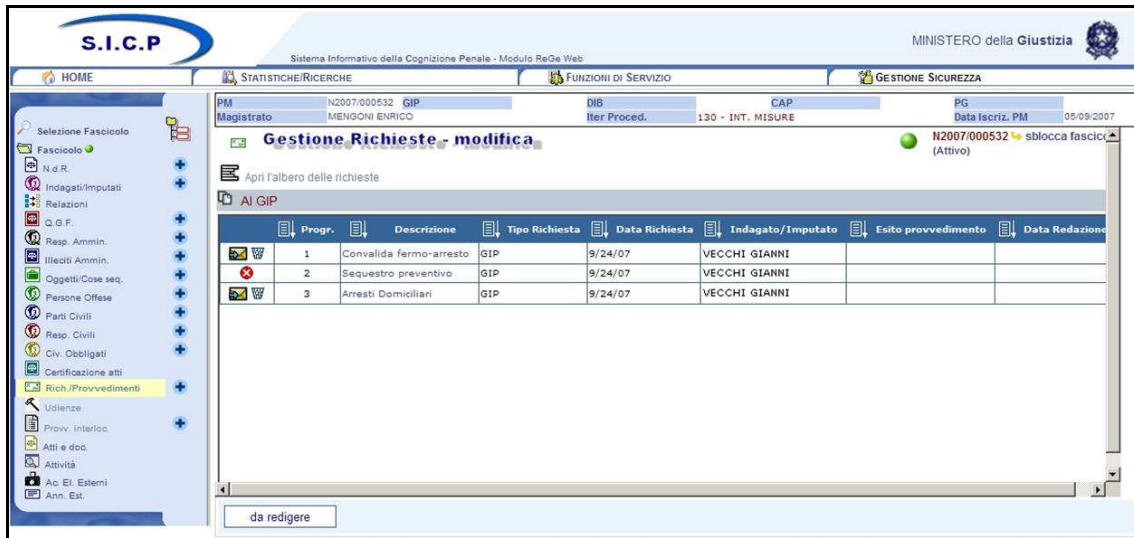 S.I.C.P
Sistema Informativo della Cognizione Penale - Modulo ReGe Web
MINISTERO della Giustizia
HOME
STATISTICHE/RICERCHE
FUNZIONI DI SERVIZIO
GESTIONE SICUREZZA
PM N2007/000532 GIP DIB CAP PG
Magistrato MENGONI ENRICO Iter Proced. 130 - INT. MISURE Data Iscriz. PM 05/09/2007
Selezione Fascicolo
Fascicolo
N.d.R.
Indagati/Imputati
Relazioni
Q.G.F.
Resp. Ammin.
Illeciti Ammin.
Oggetti/Cose seq.
Persone Offese
Parti Civili
Resp. Civili
Civ. Obbligati
Certificazione atti
Rich./Provvedimenti
Udienze
Provv. interloc.
Atti e doc.
Attività
Ac. El. Esterni
Ann. Est.
Gestione Richieste - modifica
N2007/000532 sblocca fascico
(Attivo)
Apri l'albero delle richieste
Al GIP
Progr. Descrizione Tipo Richiesta Data Richiesta Indagato/Imputato Esito provvedimento Data Redazione
1 Convalida fermo-arresto GIP 9/24/07 VECCHI GIANNI
2 Sequestro preventivo GIP 9/24/07 VECCHI GIANNI
3 Arresti Domiciliari GIP 9/24/07 VECCHI GIANNI
da redigere